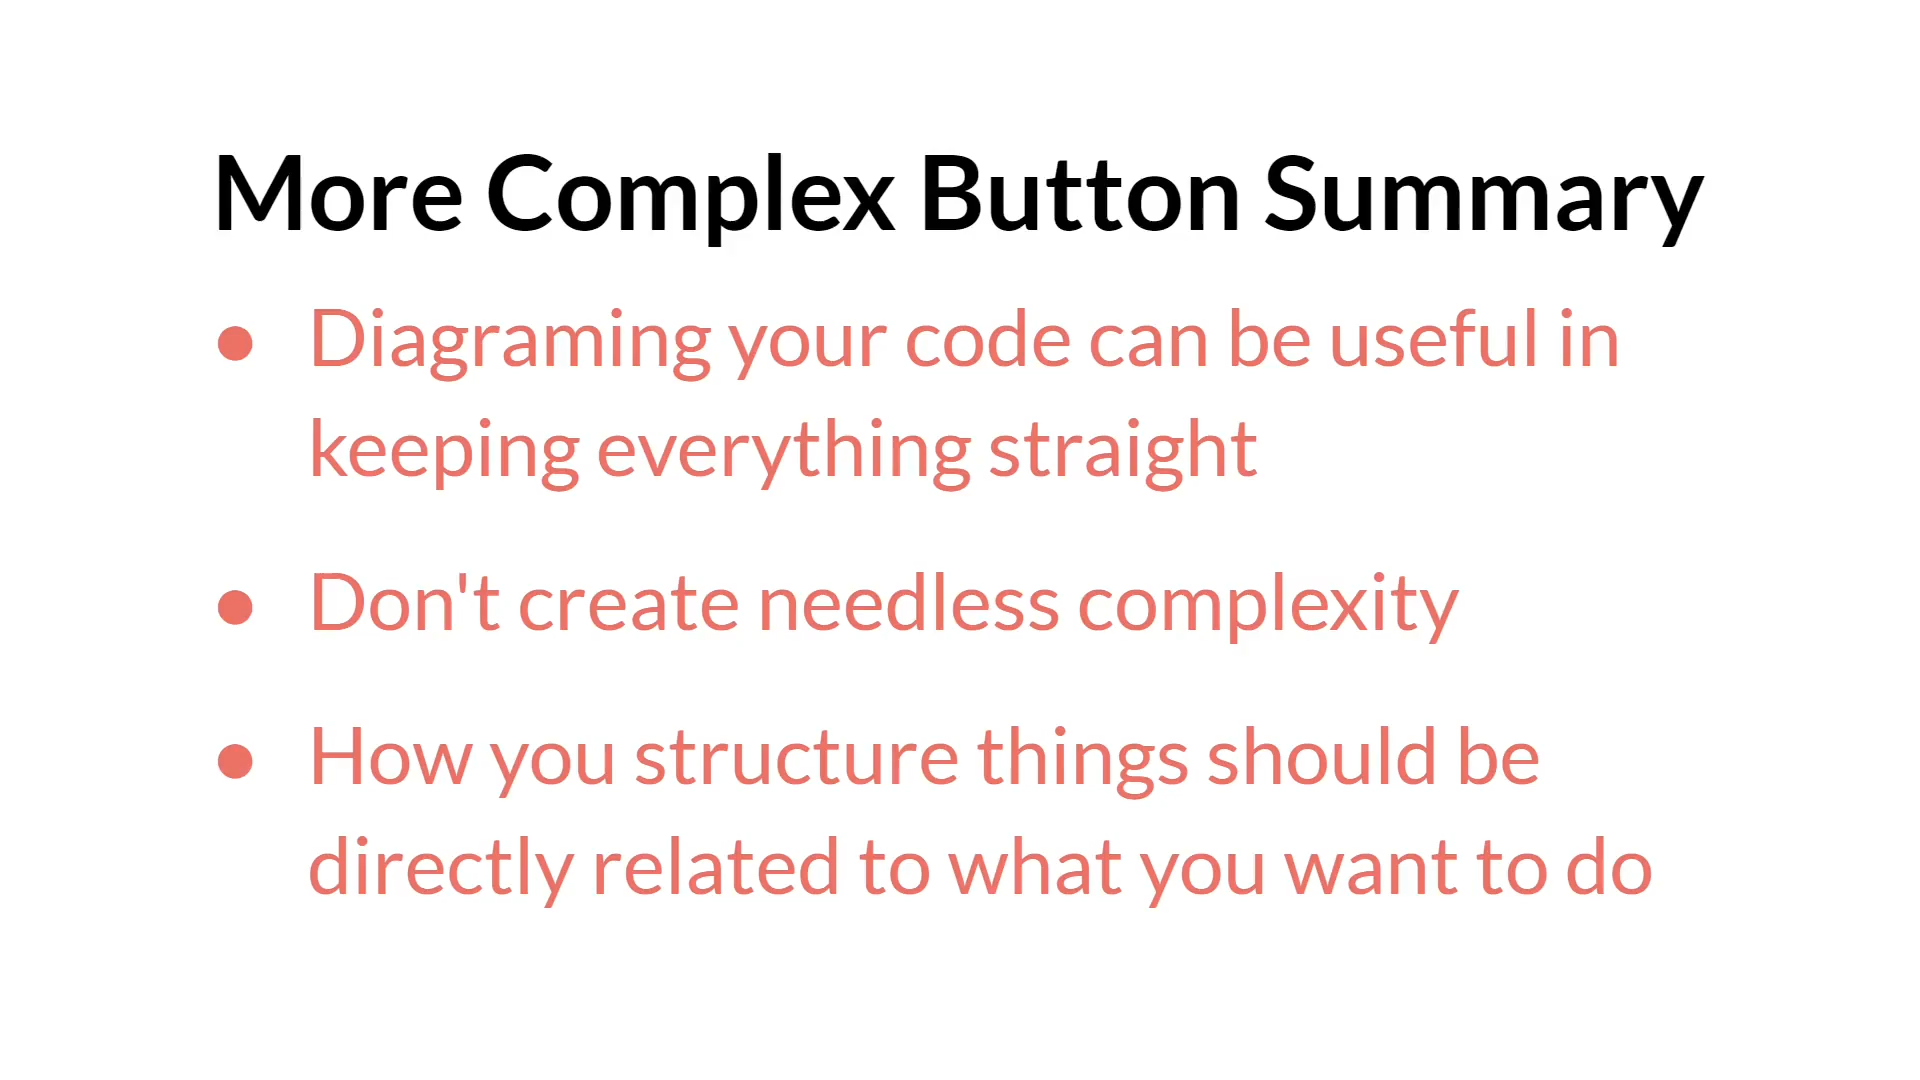 More Complex Button Summary
● Diagraming your code can be useful in
keeping everything straight
● Don't create needless complexity
● How you structure things should be
directly related to what you want to do